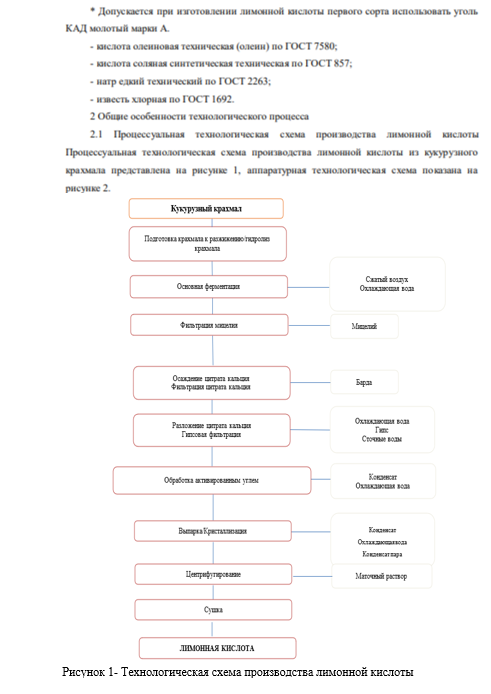 * Допускается при изготовлении лимонной кислоты первого сорта использовать уголь
КАД молотый марки А.
- кислота олеиновая техническая (олеин) по ГОСТ 7580;
- кислота соляная синтетическая техническая по ГОСТ 857;
- натр едкий технический по ГОСТ 2263;
- известь хлорная по ГОСТ 1692.
2 Общие особенности технологического процесса
2.1 Процессуальная технологическая схема производства лимонной кислоты
Процессуальная технологическая схема производства лимонной кислоты из кукурузного
крахмала представлена на рисунке 1, аппаратурная технологическая схема показана на
рисунке 2.
Кукурузный крахмал
Подготовка крахмала к разжижению/гидролиз
крахмала
Основная ферментация
Сжатый воздух
Охлаждающая вода
Фильтрация мицелия
Мицелий
Осаждение цитрата кальция
Фильтрация цитрата кальция
Барда
Разложение цитрата кальция
Гипсовая фильтрация
Охлаждающая вода
Гипс
Сточные воды
Обработка активированным углем
Конденсат
Охлаждающая вода
Выпарка/Кристаллизация
Конденсат
Охлаждающаявода
Конденсатпара
Центрифугирование
Маточный раствор
Сушка
ЛИМОННАЯ КИСЛОТА
Рисунок 1- Технологическая схема производства лимонной кислоты